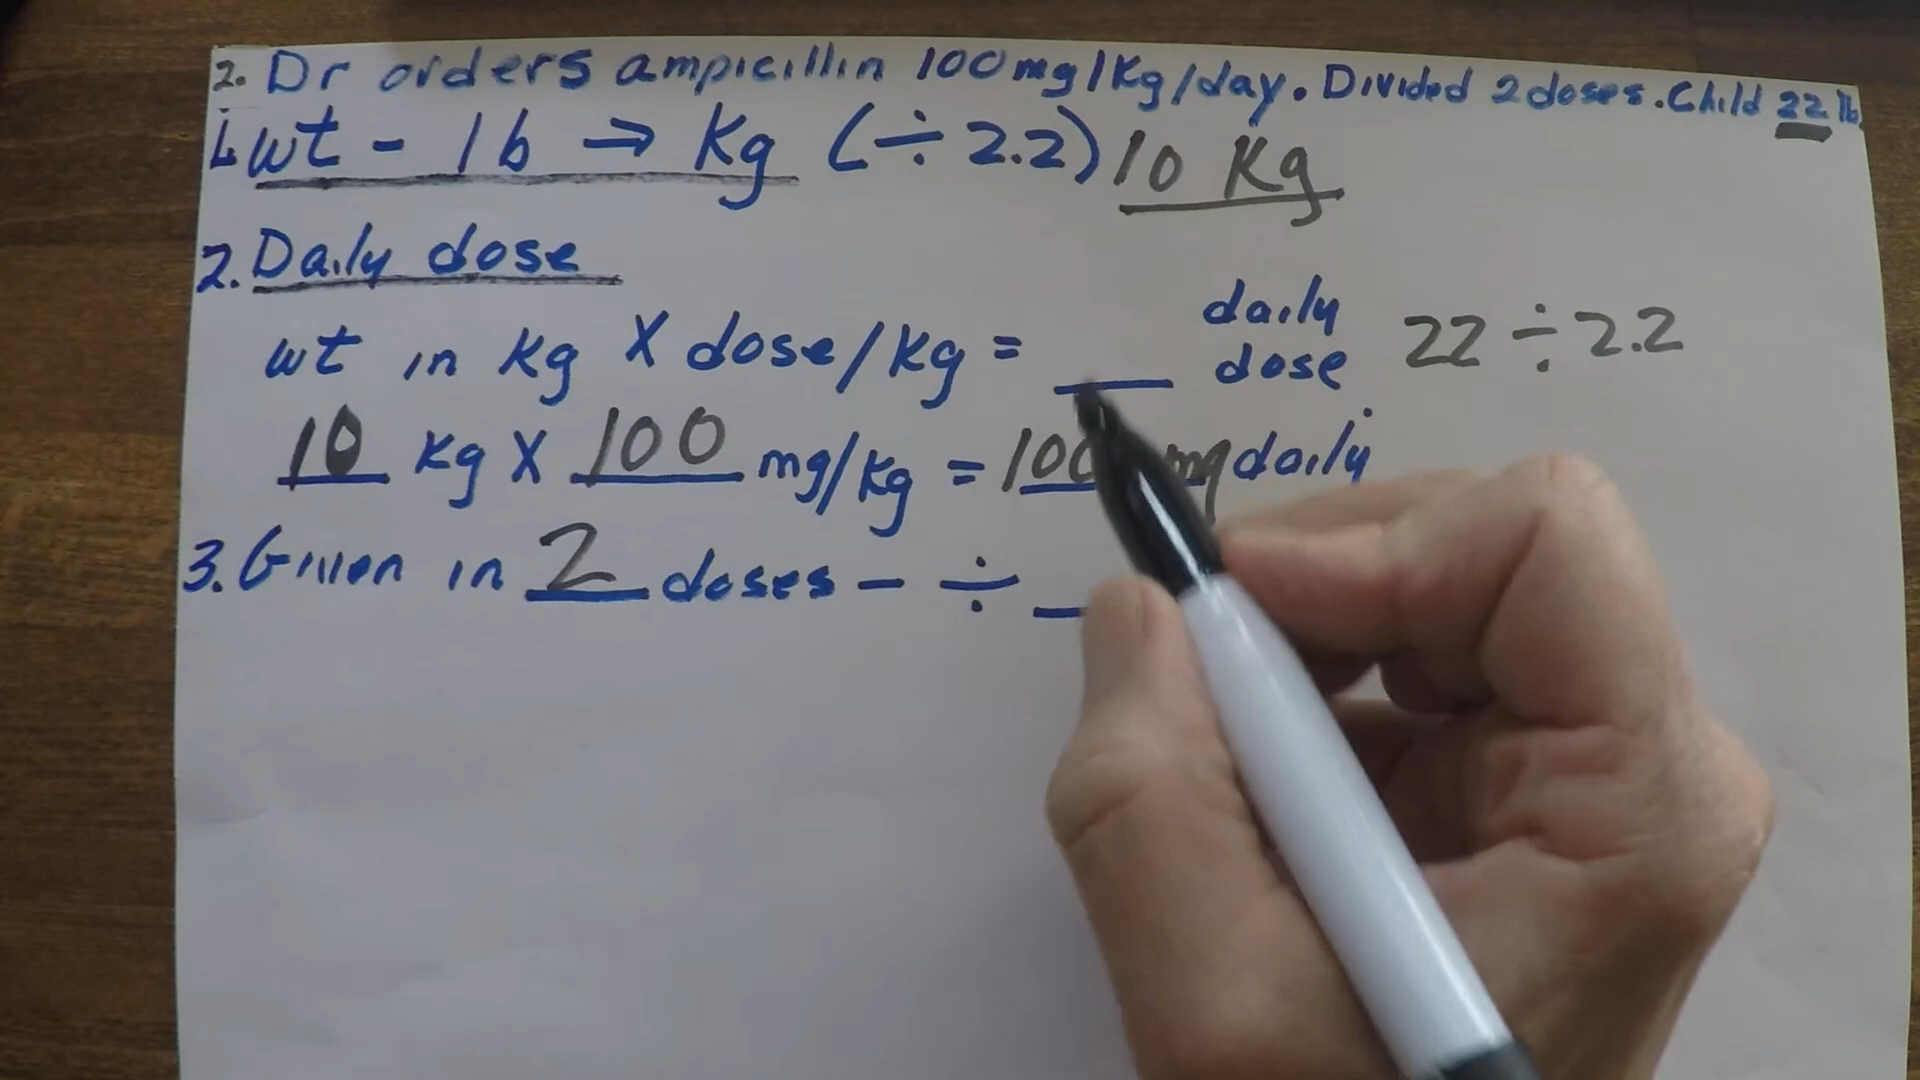 2. Dr orders ampicillin 100mg/Kg/day. Divided 2 doses. Child 22 lb.
1. wt - lb → Kg (÷ 2.2) 10 Kg
2. Daily dose
wt in Kg X dose/Kg = ___ daily dose 22 ÷ 2.2
10 Kg X 100 mg/Kg = mg daily
3. Given in 2 doses - ÷